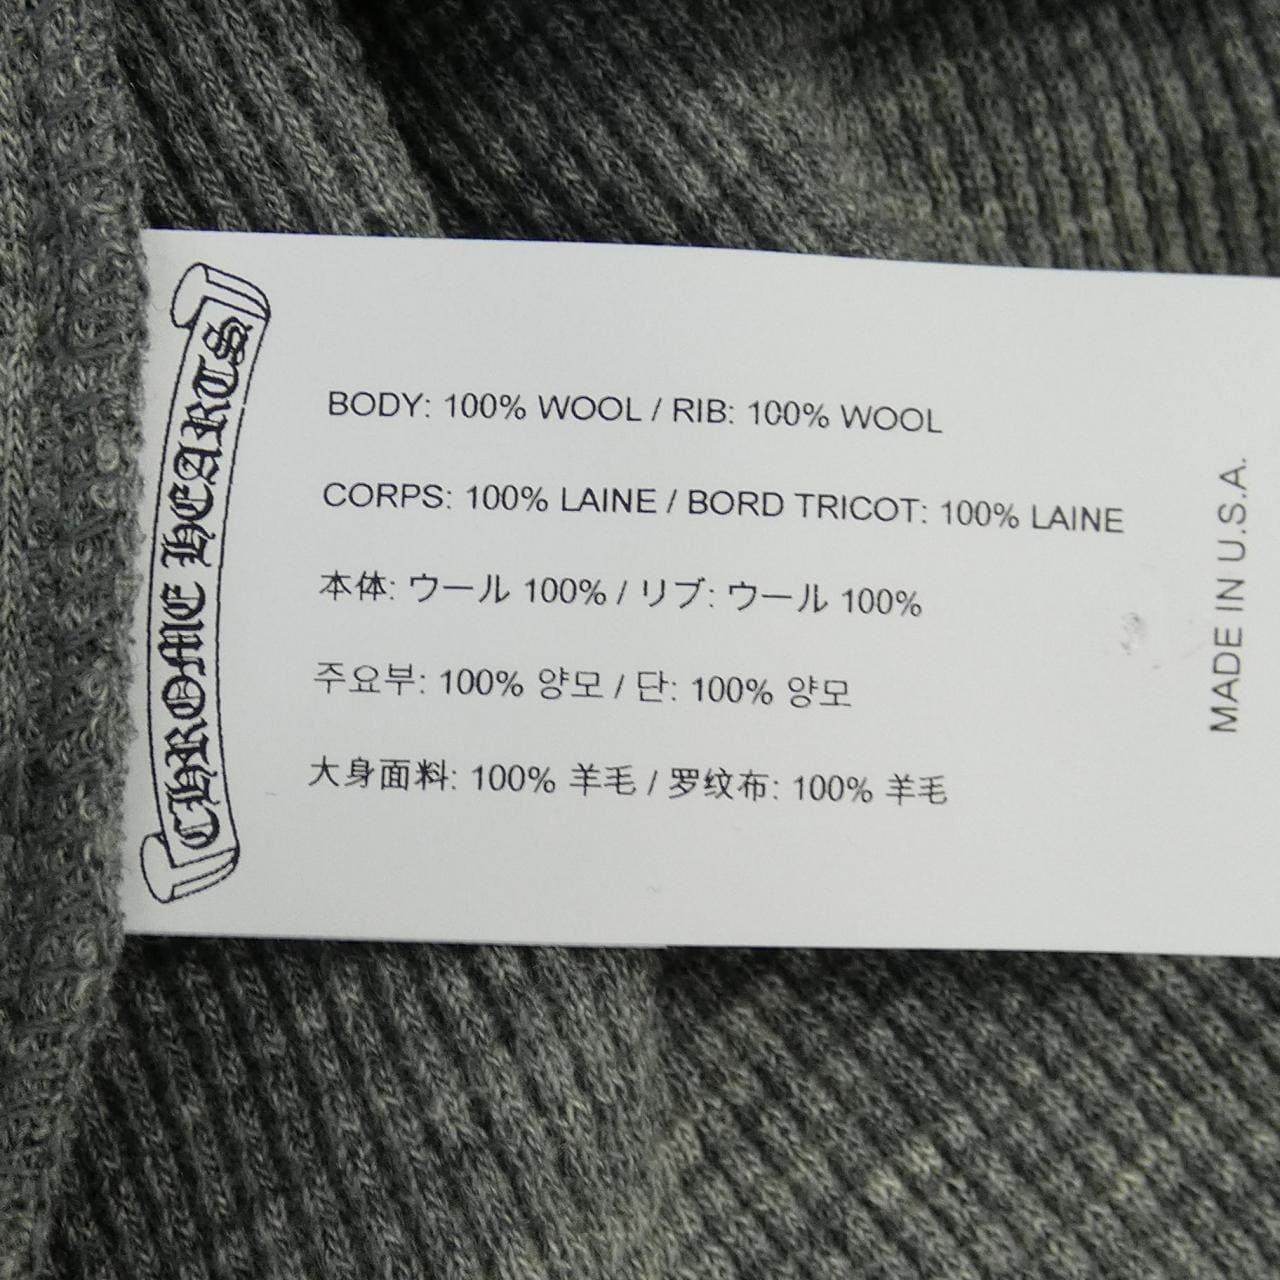 CHROME HEARTS
BODY: 100% WOOL / RIB: 100% WOOL
CORPS: 100% LAINE / BORD TRICOT: 100% LAINE
本体: ウール 100% / リブ: ウール 100%
주요부: 100% 양모 / 단: 100% 양모
大身面料: 100% 羊毛 / 罗纹布: 100% 羊毛
MADE IN U.S.A.